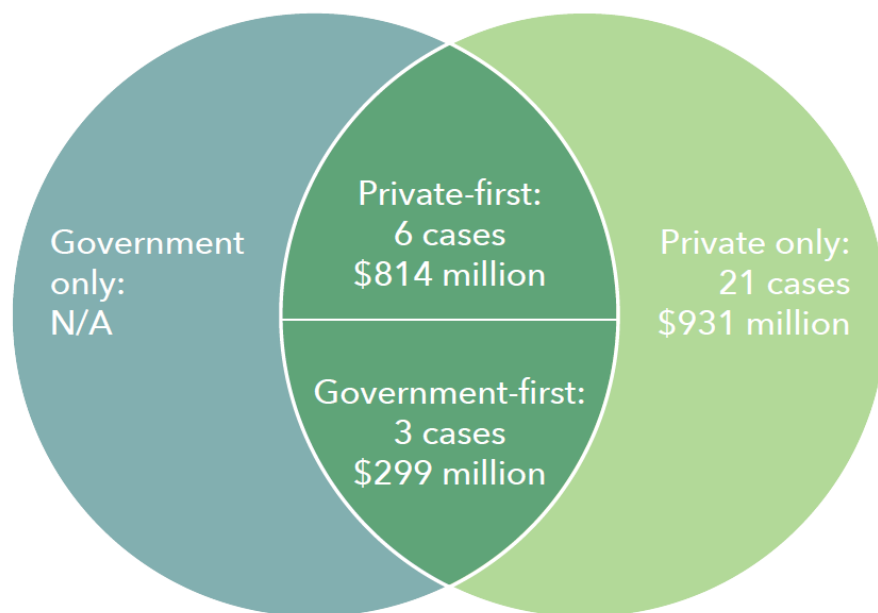 Government
only:
N/A
Private-first:
6 cases
$814 million
Government-first:
3 cases
$299 million
Private only:
21 cases
$931 million